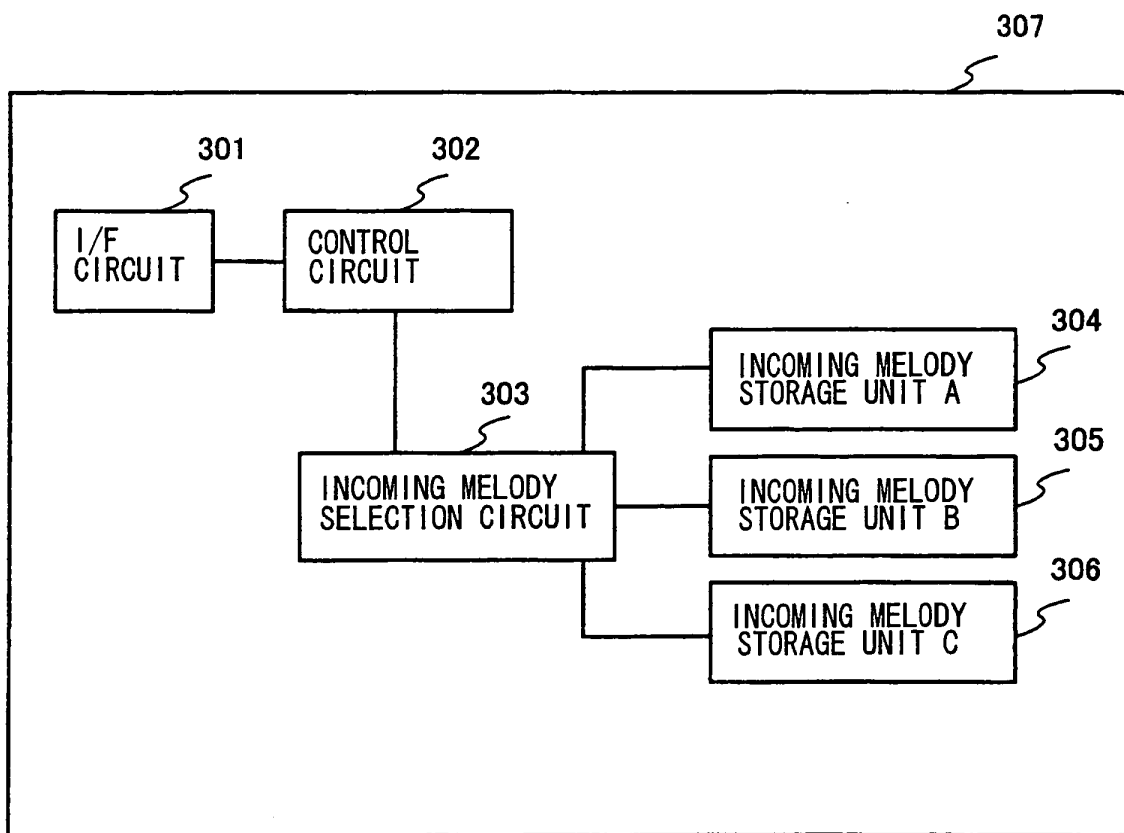 307
301
302
I/F
CIRCUIT
CONTROL
CIRCUIT
304
INCOMING MELODY
STORAGE UNIT A
303
305
INCOMING MELODY
SELECTION CIRCUIT
INCOMING MELODY
STORAGE UNIT B
306
INCOMING MELODY
STORAGE UNIT C